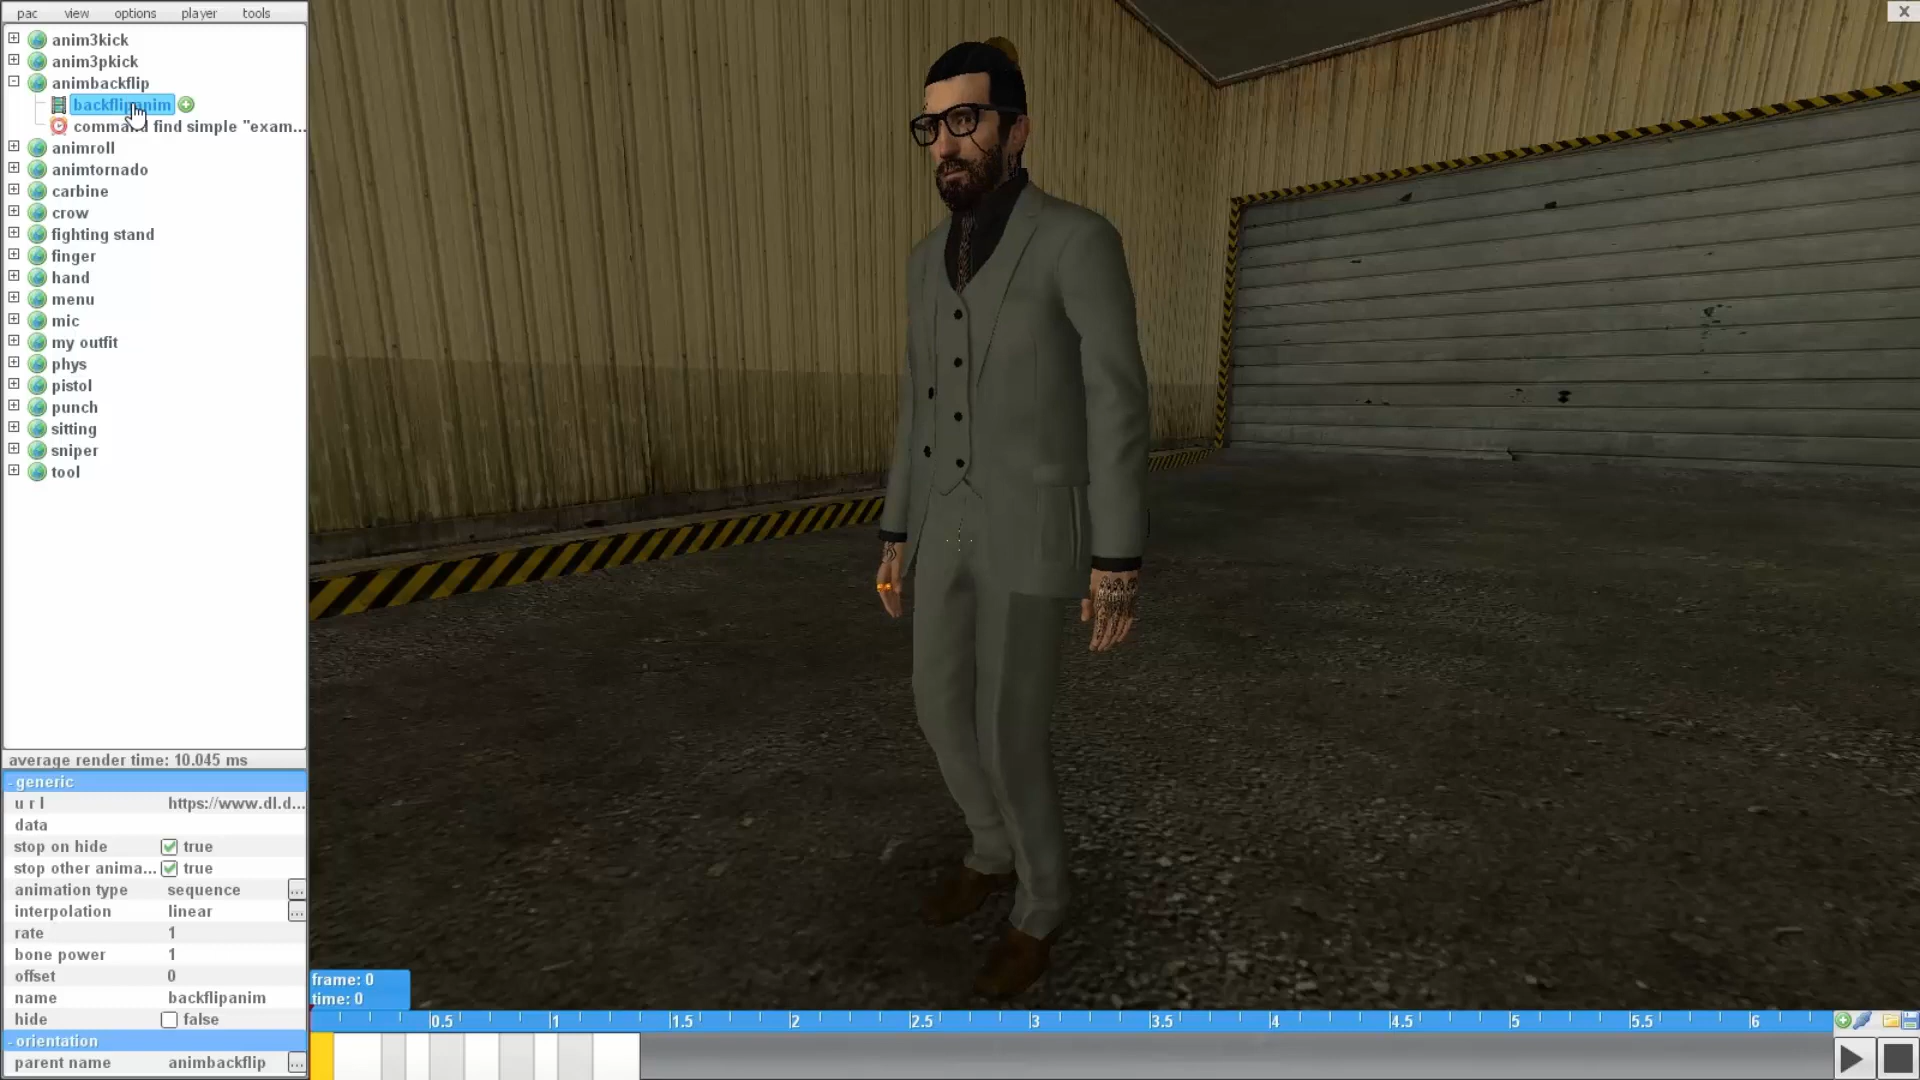 pac view options player tools
x
anim3kick
anim3pkick
animbackflip
backflipanim
command find simple "exam...
animroll
animtornado
carbine
crow
fighting stand
finger
hand
menu
mic
my outfit
phys
pistol
punch
sitting
sniper
tool
average render time: 10.045 ms
- generic
u r l https://www.dl.d...
data
stop on hide true
stop other anima... true
animation type sequence ...
interpolation linear ...
rate 1
bone power 1
offset 0
name backflipanim
hide false
- orientation
parent name animbackflip ...
frame: 0
time: 0
0.5 1 1.5 2 2.5 3 3.5 4 4.5 5 5.5 6